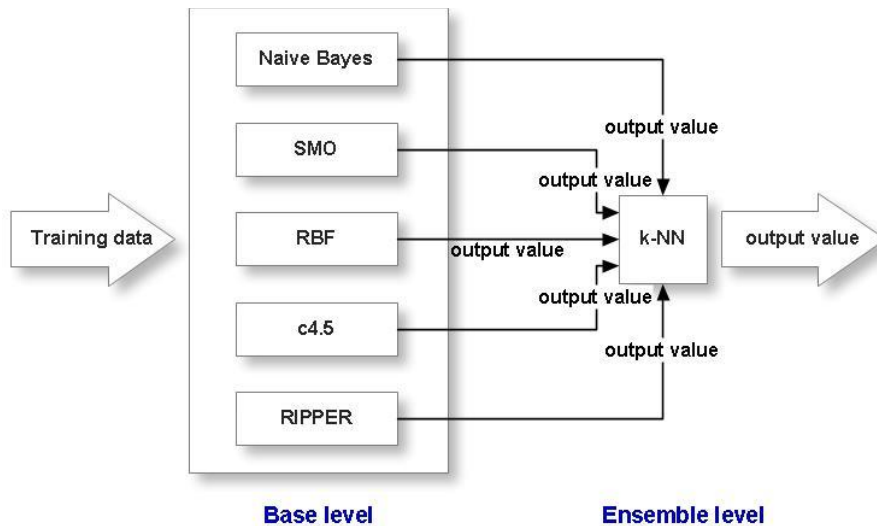 Naive Bayes
output value
SMO
output value
Training data
RBF
output value
k-NN
output value
c4.5
output value
output value
RIPPER
Base level
Ensemble level